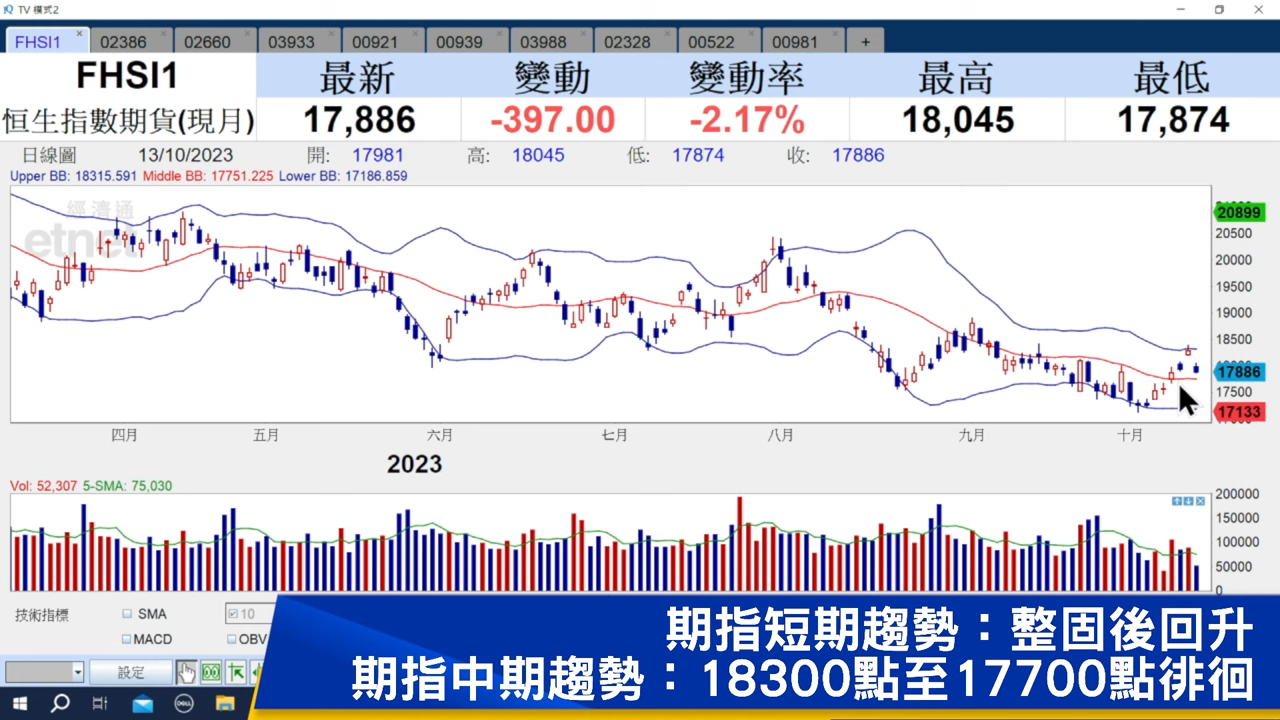 TV 模式2
FHSI1 02386 02660 03933 00921 00939 03988 02328 00522 00981 +
FHSI1 最新 變動 變動率 最高 最低
恒生指數期貨(現月) 17,886 -397.00 -2.17% 18,045 17,874
日線圖 13/10/2023 開: 17981 高: 18045 低: 17874 收: 17886
Upper BB: 18315.591 Middle BB: 17751.225 Lower BB: 17186.859
經濟通
etnet
20899
20500
20000
19500
19000
18500
17886
17500
17133
四月 五月 六月 七月 八月 九月 十月
2023
Vol: 52,307 5-SMA: 75,030
200000
150000
100000
50000
0
技術指標 SMA 10
MACD OBV
設定
期指短期趨勢：整固後回升
期指中期趨勢：18300點至17700點徘徊
DELL